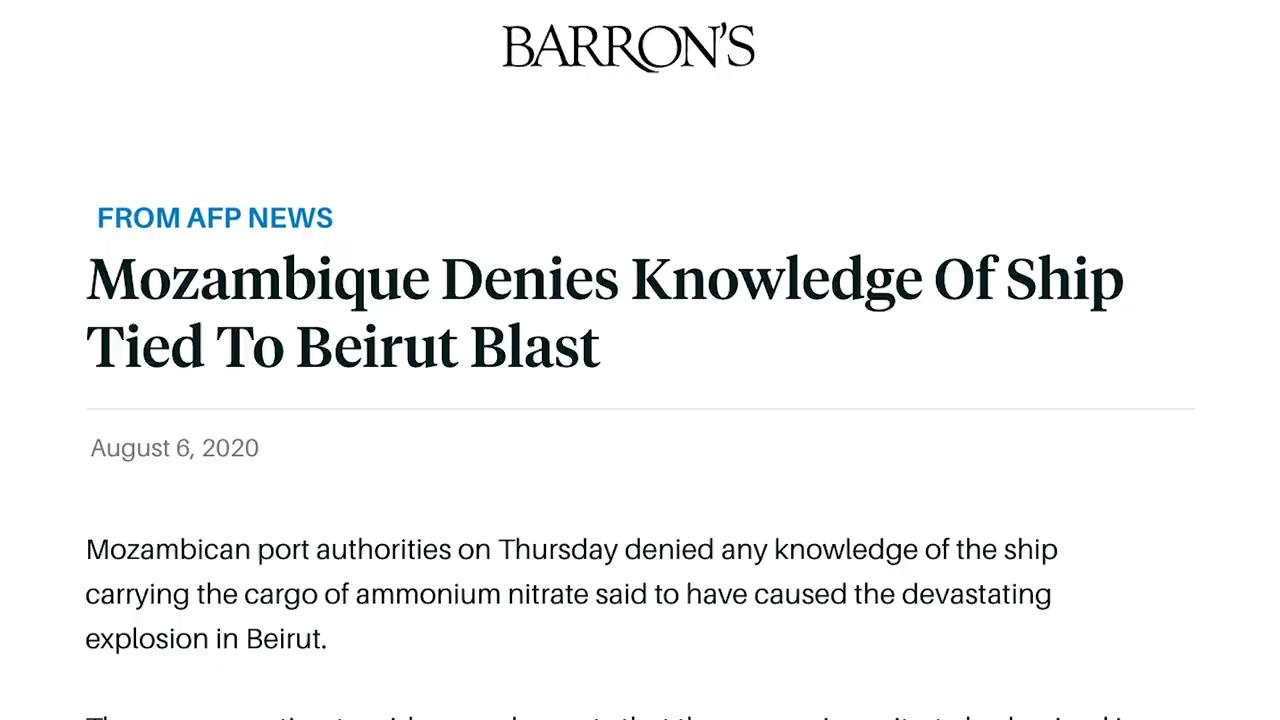 BARRON'S
FROM AFP NEWS
Mozambique Denies Knowledge Of Ship
Tied To Beirut Blast
August 6, 2020
Mozambican port authorities on Thursday denied any knowledge of the ship
carrying the cargo of ammonium nitrate said to have caused the devastating
explosion in Beirut.